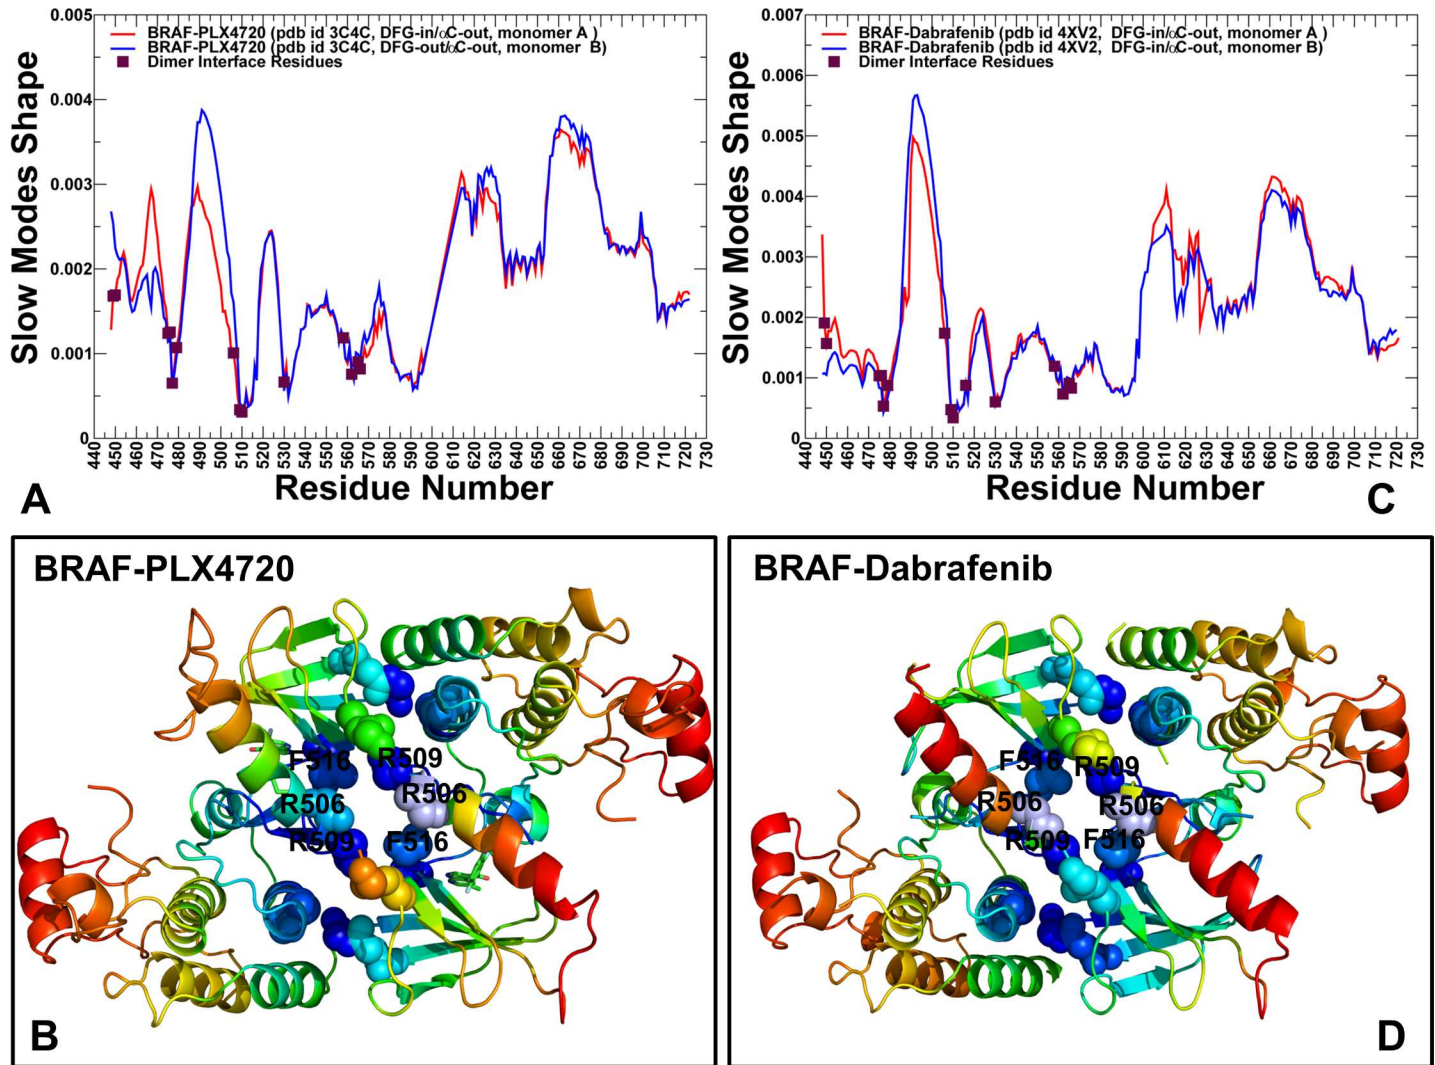 0.005
0.004
0.003
0.002
0.001
0
Slow Modes Shape
BRAF-PLX4720 (pdb id 3C4C, DFG-in/αC-out, monomer A )
BRAF-PLX4720 (pdb id 3C4C, DFG-out/αC-out, monomer B)
Dimer Interface Residues
440 450 460 470 480 490 500 510 520 530 540 550 560 570 580 590 600 610 620 630 640 650 660 670 680 690 700 710 720 730
Residue Number
A
0.007
0.006
0.005
0.004
0.003
0.002
0.001
0
Slow Modes Shape
BRAF-Dabrafenib (pdb id 4XV2, DFG-in/αC-out, monomer A )
BRAF-Dabrafenib (pdb id 4XV2, DFG-in/αC-out, monomer B)
Dimer Interface Residues
440 450 460 470 480 490 500 510 520 530 540 550 560 570 580 590 600 610 620 630 640 650 660 670 680 690 700 710 720 730
Residue Number
C
BRAF-PLX4720
F516 R509
R506 R506
R509 F516
B
BRAF-Dabrafenib
F516 R509
R506 R506
R509 F516
D